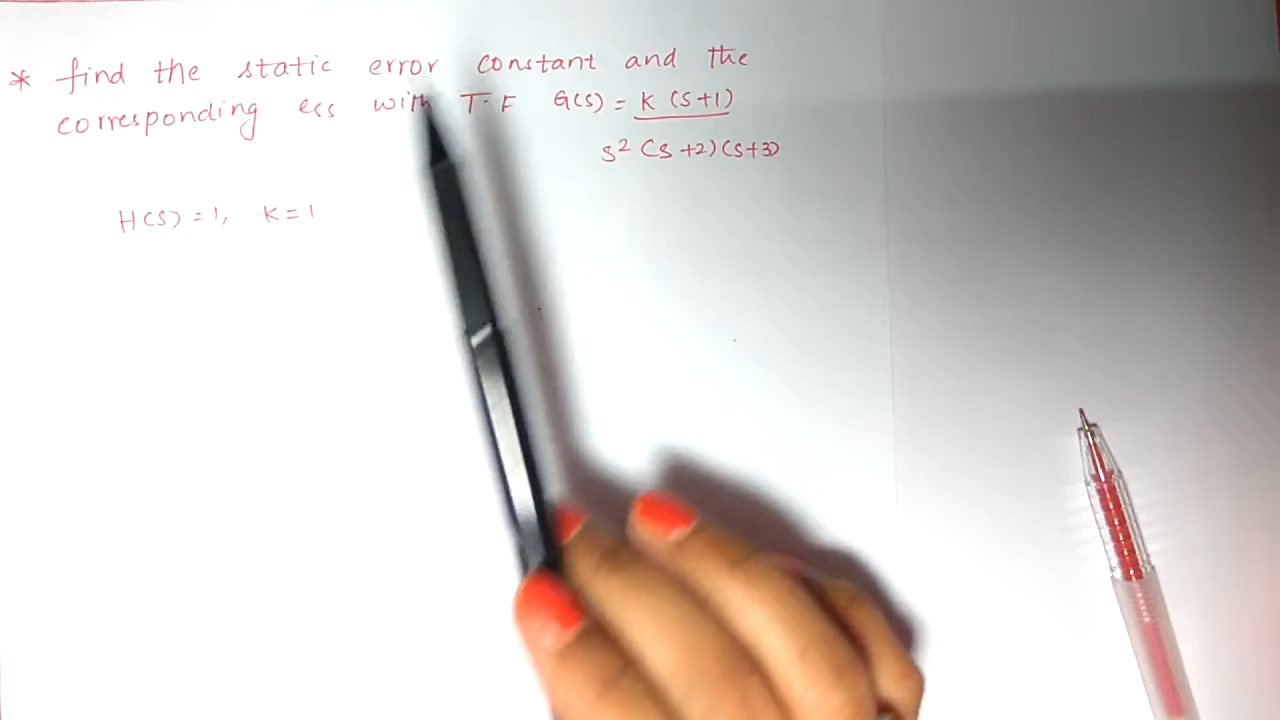 * find the static error constant and the
corresponding ess with T.F G(s) = K (s+1)
s² (s+2)(s+3)
H(s) = 1, K = 1